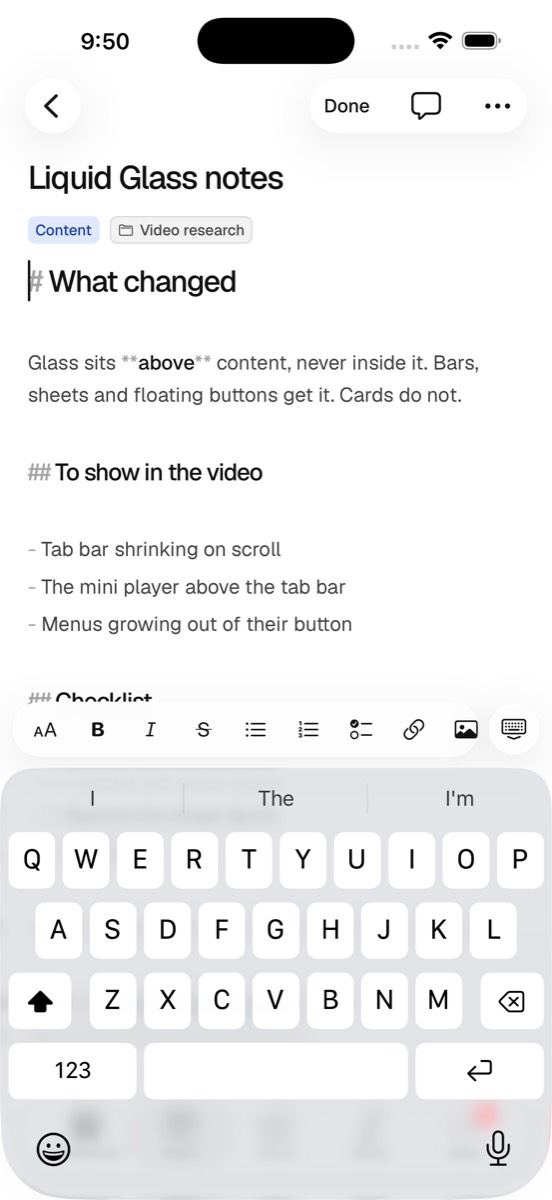 9:50
Done
Liquid Glass notes
Content
Video research
# What changed
Glass sits **above** content, never inside it. Bars,
sheets and floating buttons get it. Cards do not.
## To show in the video
- Tab bar shrinking on scroll
- The mini player above the tab bar
- Menus growing out of their button
## Checklist
AA B I S
I The I'm
Q W E R T Y U I O P
A S D F G H J K L
Z X C V B N M
123